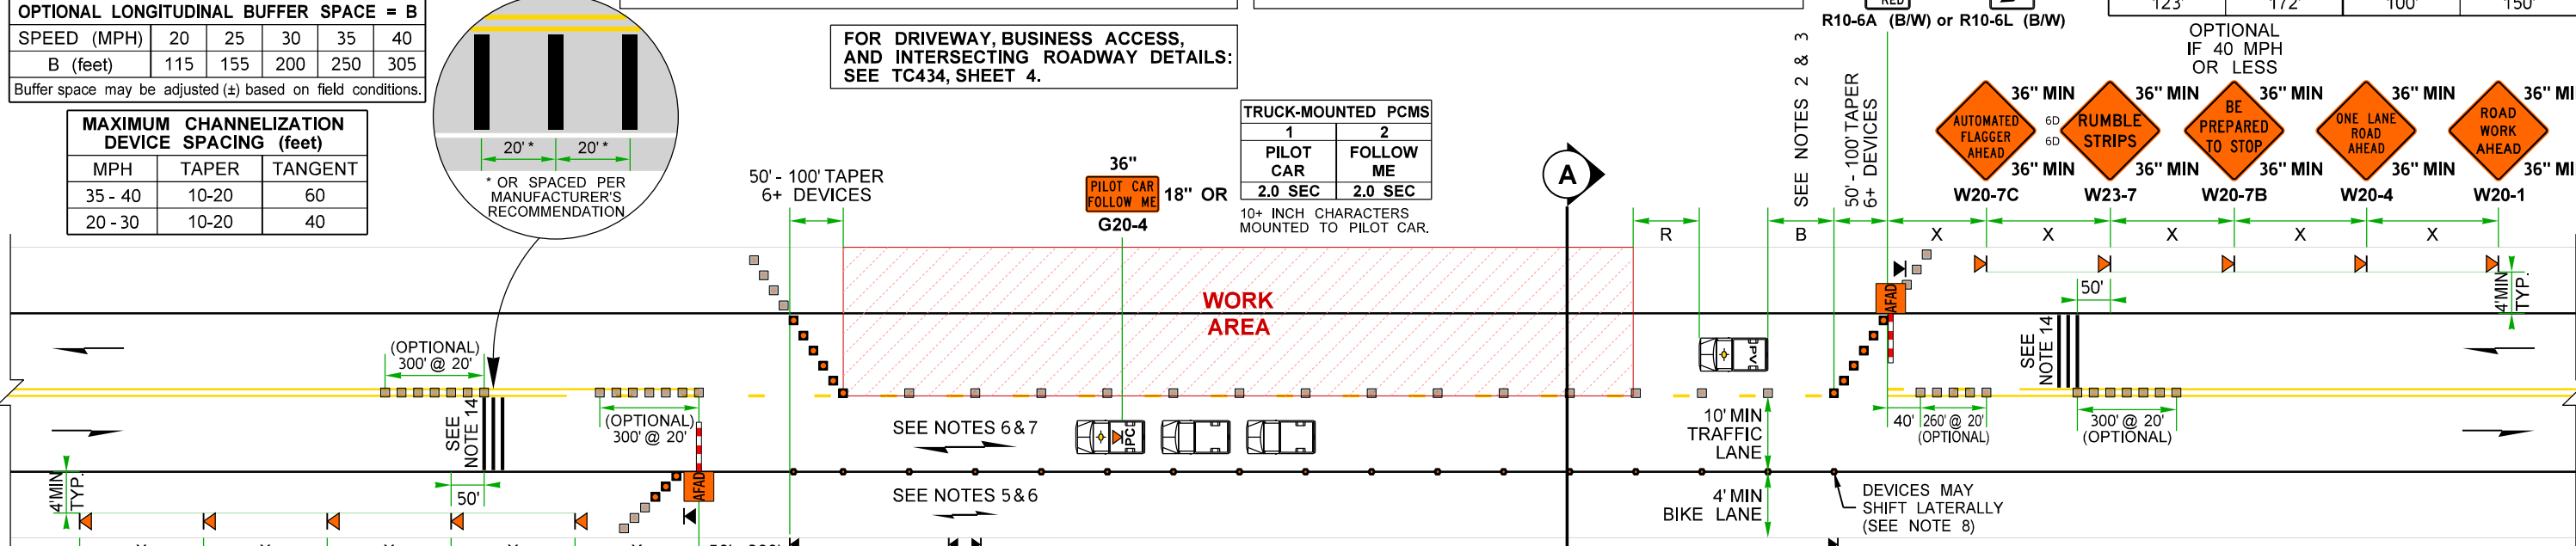 OPTIONAL LONGITUDINAL BUFFER SPACE = B
SPEED (MPH) 20 25 30 35 40
B (feet) 115 155 200 250 305
Buffer space may be adjusted (±) based on field conditions.
MAXIMUM CHANNELIZATION
DEVICE SPACING (feet)
MPH TAPER TANGENT
35 - 40 10-20 60
20 - 30 10-20 40
20' * 20' *
* OR SPACED PER
MANUFACTURER'S
RECOMMENDATION
FOR DRIVEWAY, BUSINESS ACCESS,
AND INTERSECTING ROADWAY DETAILS:
SEE TC434, SHEET 4.
50' - 100' TAPER
6+ DEVICES
36"
PILOT CAR
FOLLOW ME
18" OR
G20-4
TRUCK-MOUNTED PCMS
1 2
PILOT FOLLOW
CAR ME
2.0 SEC 2.0 SEC
10+ INCH CHARACTERS
MOUNTED TO PILOT CAR.
A
SEE NOTES 2 & 3
50' - 100' TAPER
6+ DEVICES
RED
R10-6A (B/W) or R10-6L (B/W)
123' 172' 100' 150'
OPTIONAL
IF 40 MPH
OR LESS
AUTOMATED
FLAGGER
AHEAD
36" MIN
36" MIN
W20-7C
6D
6D
RUMBLE
STRIPS
36" MIN
36" MIN
W23-7
BE
PREPARED
TO STOP
36" MIN
36" MIN
W20-7B
ONE LANE
ROAD
AHEAD
36" MIN
36" MIN
W20-4
ROAD
WORK
AHEAD
36" MI
36" MI
W20-1
R B X X X X X
WORK
AREA
(OPTIONAL)
300' @ 20'
SEE
NOTE 14
50'
4' MIN
TYP.
(OPTIONAL)
300' @ 20'
AFAD
SEE NOTES 6 & 7
PC
SEE NOTES 5 & 6
PV
10' MIN
TRAFFIC
LANE
4' MIN
BIKE LANE
DEVICES MAY
SHIFT LATERALLY
(SEE NOTE 8)
AFAD
40' 260' @ 20'
(OPTIONAL)
SEE
NOTE 14
50'
300' @ 20'
(OPTIONAL)
4' MIN
TYP.